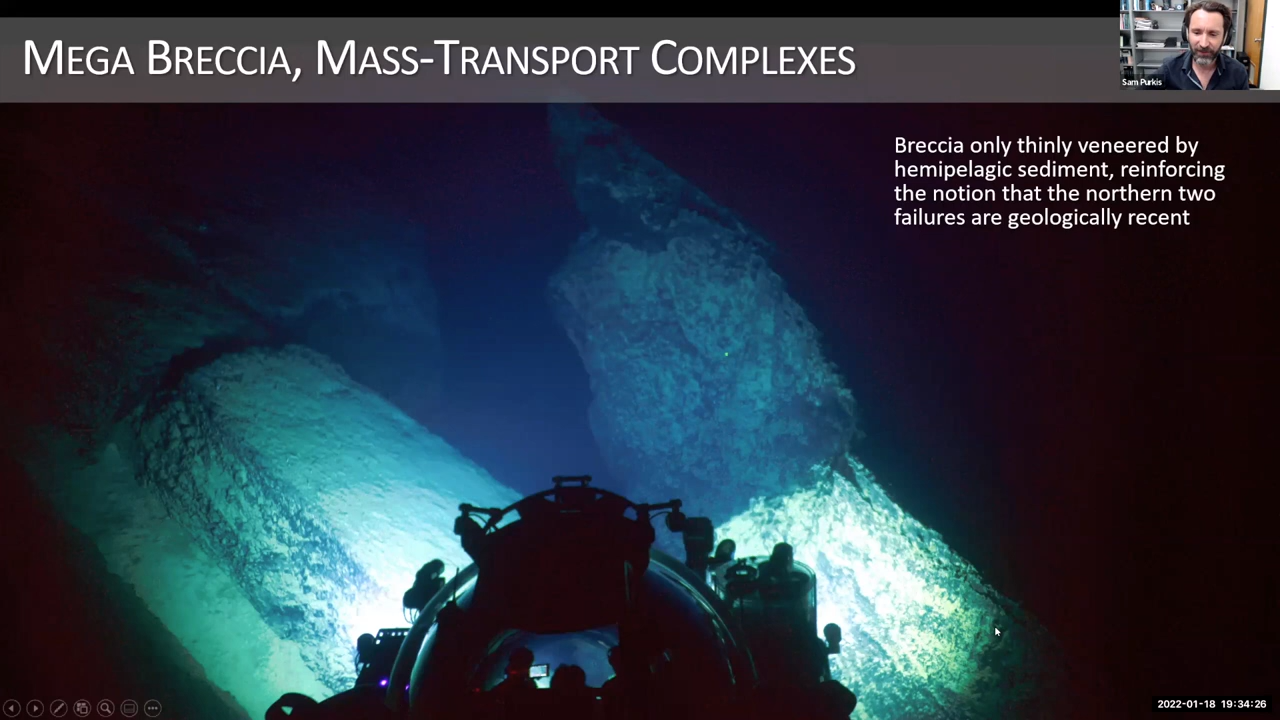 MEGA BRECCIA, MASS-TRANSPORT COMPLEXES
Sam Purkis
Breccia only thinly veneered by
hemipelagic sediment, reinforcing
the notion that the northern two
failures are geologically recent
2022-01-18 19:34:26